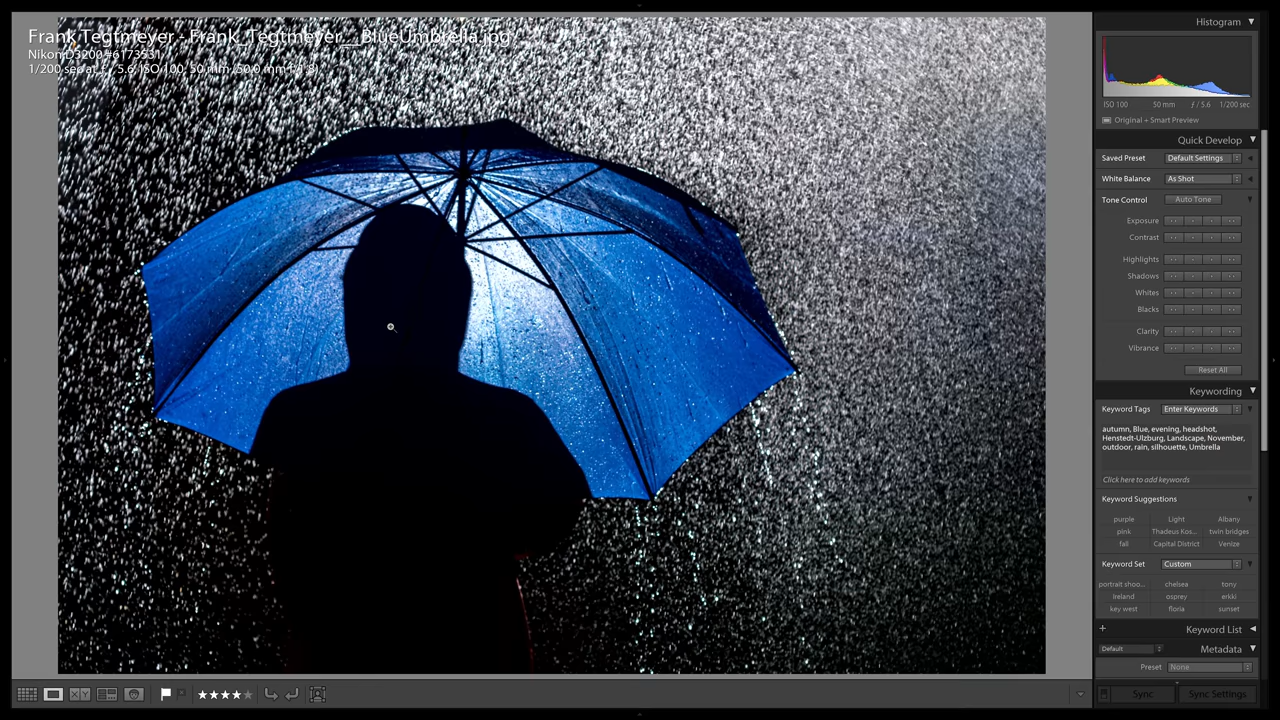 Frank Tegtmeyer - Frank_Tegtmeyer__BlueUmbrella.jpg
Nikon D3200 #6173531
1/200 sec at f / 5.6, ISO 100, 50 mm (50.0 mm f/1.8)
Histogram
ISO 100 50 mm f / 5.6 1/200 sec
Original + Smart Preview
Quick Develop
Saved Preset Default Settings
White Balance As Shot
Tone Control Auto Tone
Exposure
Contrast
Highlights
Shadows
Whites
Blacks
Clarity
Vibrance
Reset All
Keywording
Keyword Tags Enter Keywords
autumn, Blue, evening, headshot,
Henstedt-Ulzburg, Landscape, November,
outdoor, rain, silhouette, Umbrella
Click here to add keywords
Keyword Suggestions
purple Light Albany
pink Thadeus Kos... twin bridges
fall Capital District Venize
Keyword Set Custom
portrait shoo... chelsea tony
Ireland osprey erkki
key west floria sunset
+ Keyword List
Default Metadata
Preset None
XY
Sync Sync Settings